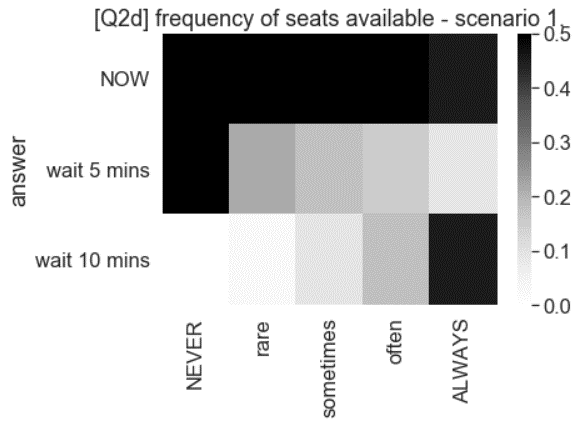 [Q2d] frequency of seats available - scenario 1
NOW
wait 5 mins
wait 10 mins
answer
NEVER
rare
sometimes
often
ALWAYS
0.5
0.4
0.3
0.2
0.1
0.0